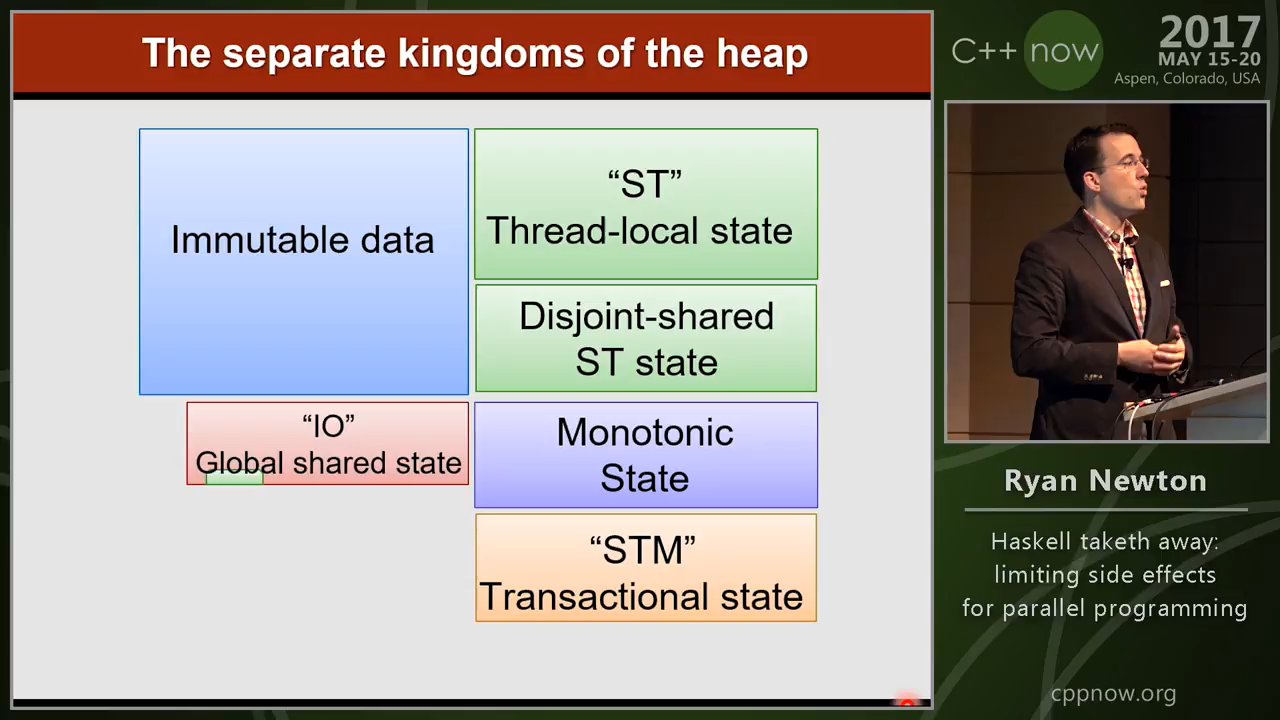 The separate kingdoms of the heap
Immutable data
“ST”
Thread-local state
Disjoint-shared
ST state
“IO”
Global shared state
Monotonic
State
“STM”
Transactional state
C++ now
2017
MAY 15-20
Aspen, Colorado, USA
Ryan Newton
Haskell taketh away:
limiting side effects
for parallel programming
cppnow.org